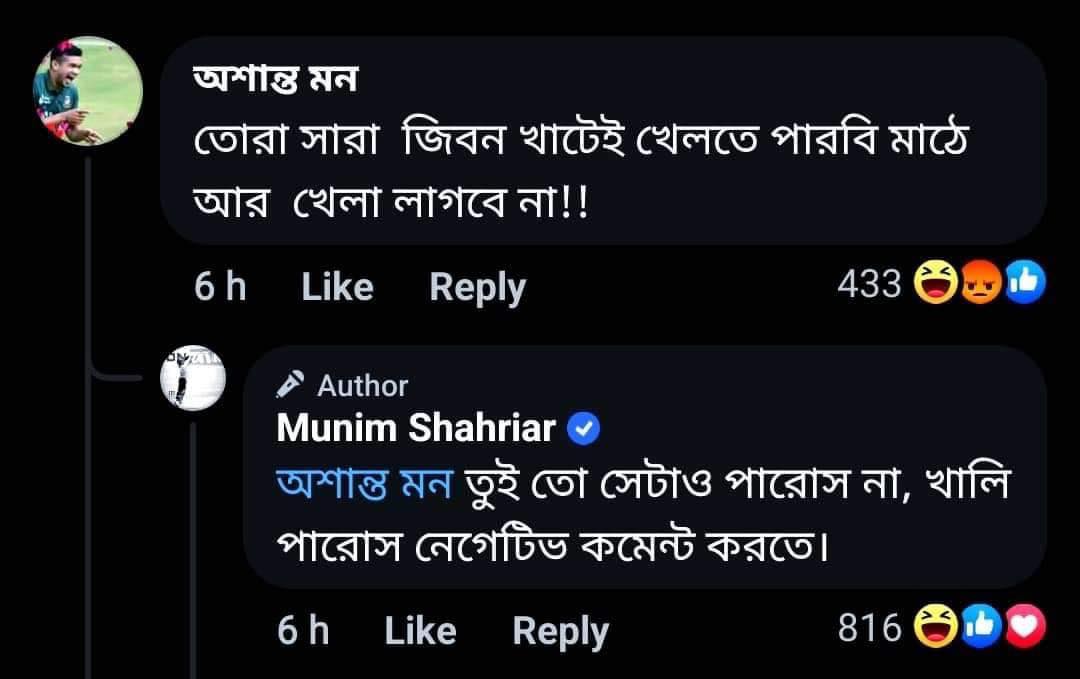 অশান্ত মন
তোরা সারা জিবন খাটেই খেলতে পারবি মাঠে
আর খেলা লাগবে না!!
6 h Like Reply 433
Author
Munim Shahriar
অশান্ত মন তুই তো সেটাও পারোস না, খালি
পারোস নেগেটিভ কমেন্ট করতে।
6 h Like Reply 816